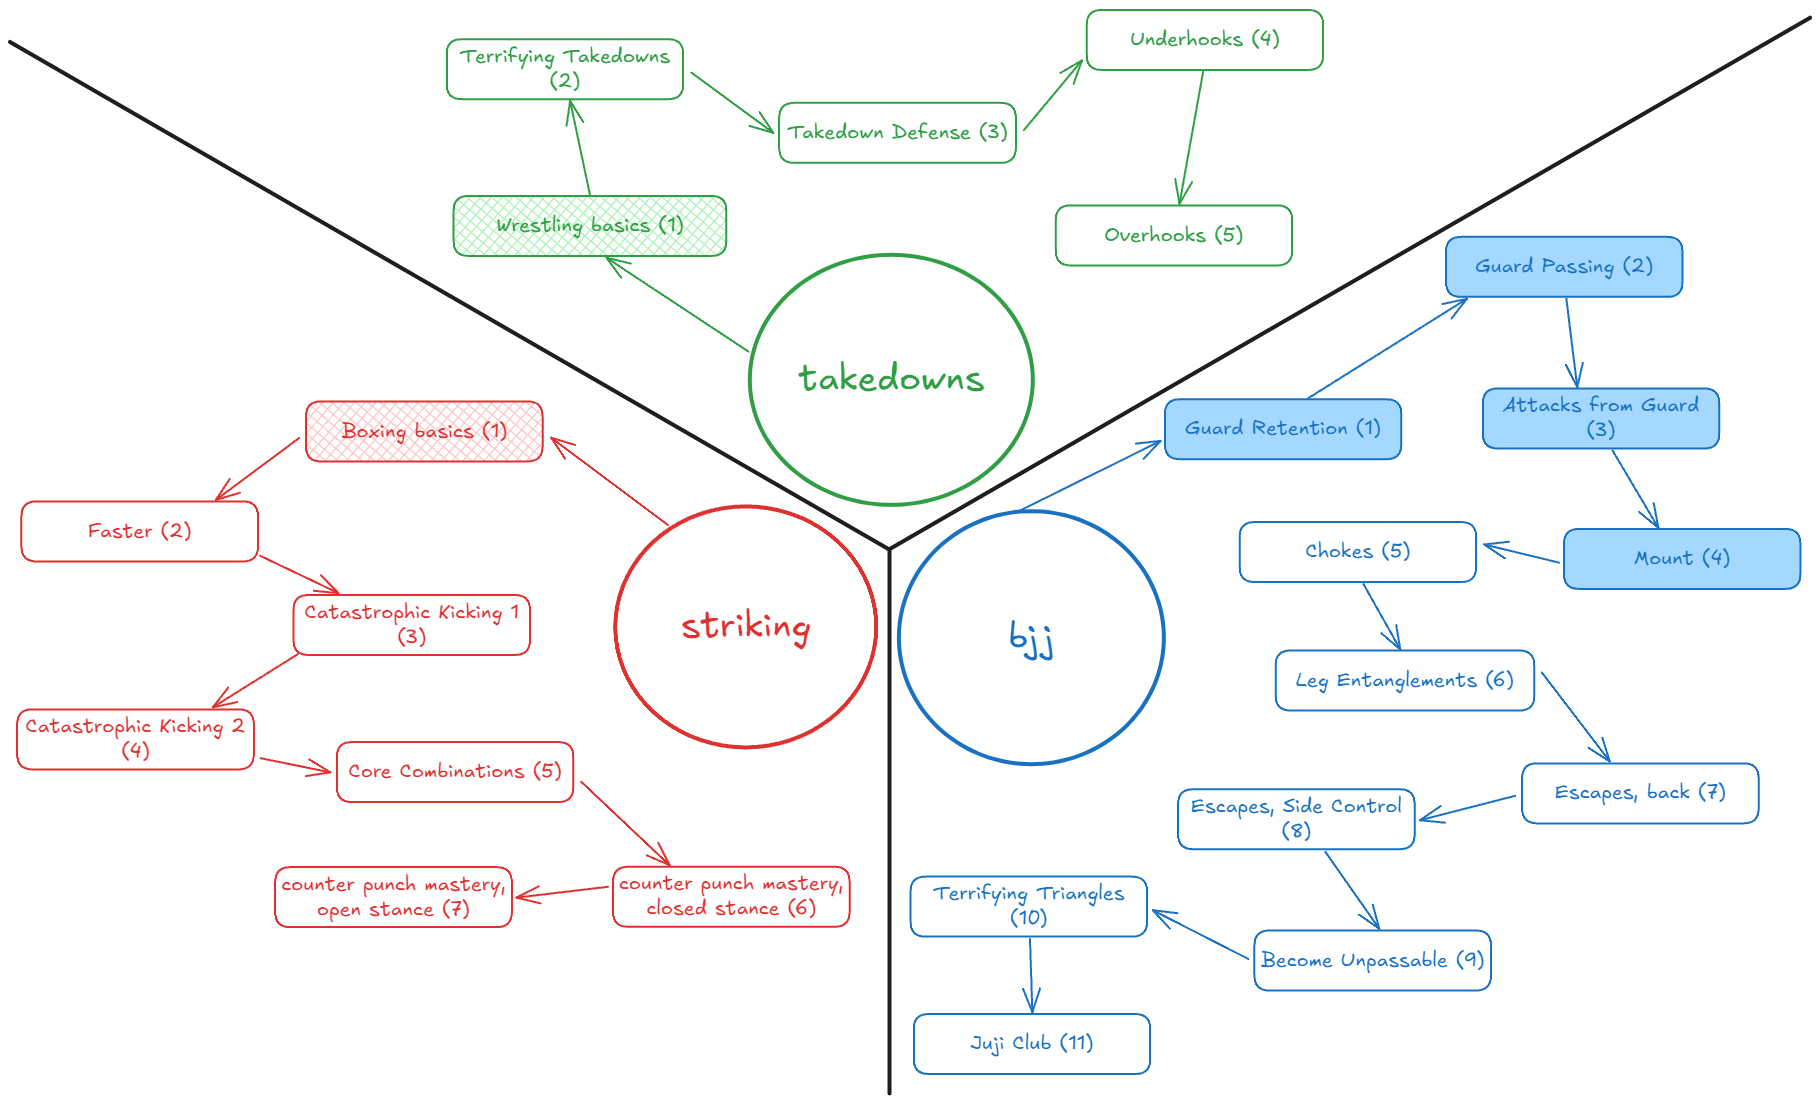 Terrifying Takedowns
(2)
Underhooks (4)
Takedown Defense (3)
Wrestling basics (1)
Overhooks (5)
takedowns
Boxing basics (1)
Faster (2)
Catastrophic Kicking 1
(3)
Catastrophic Kicking 2
(4)
Core Combinations (5)
counter punch mastery,
closed stance (6)
counter punch mastery,
open stance (7)
striking
bjj
Guard Retention (1)
Guard Passing (2)
Attacks from Guard
(3)
Mount (4)
Chokes (5)
Leg Entanglements (6)
Escapes, back (7)
Escapes, Side Control
(8)
Become Unpassable (9)
Terrifying Triangles
(10)
Juji Club (11)